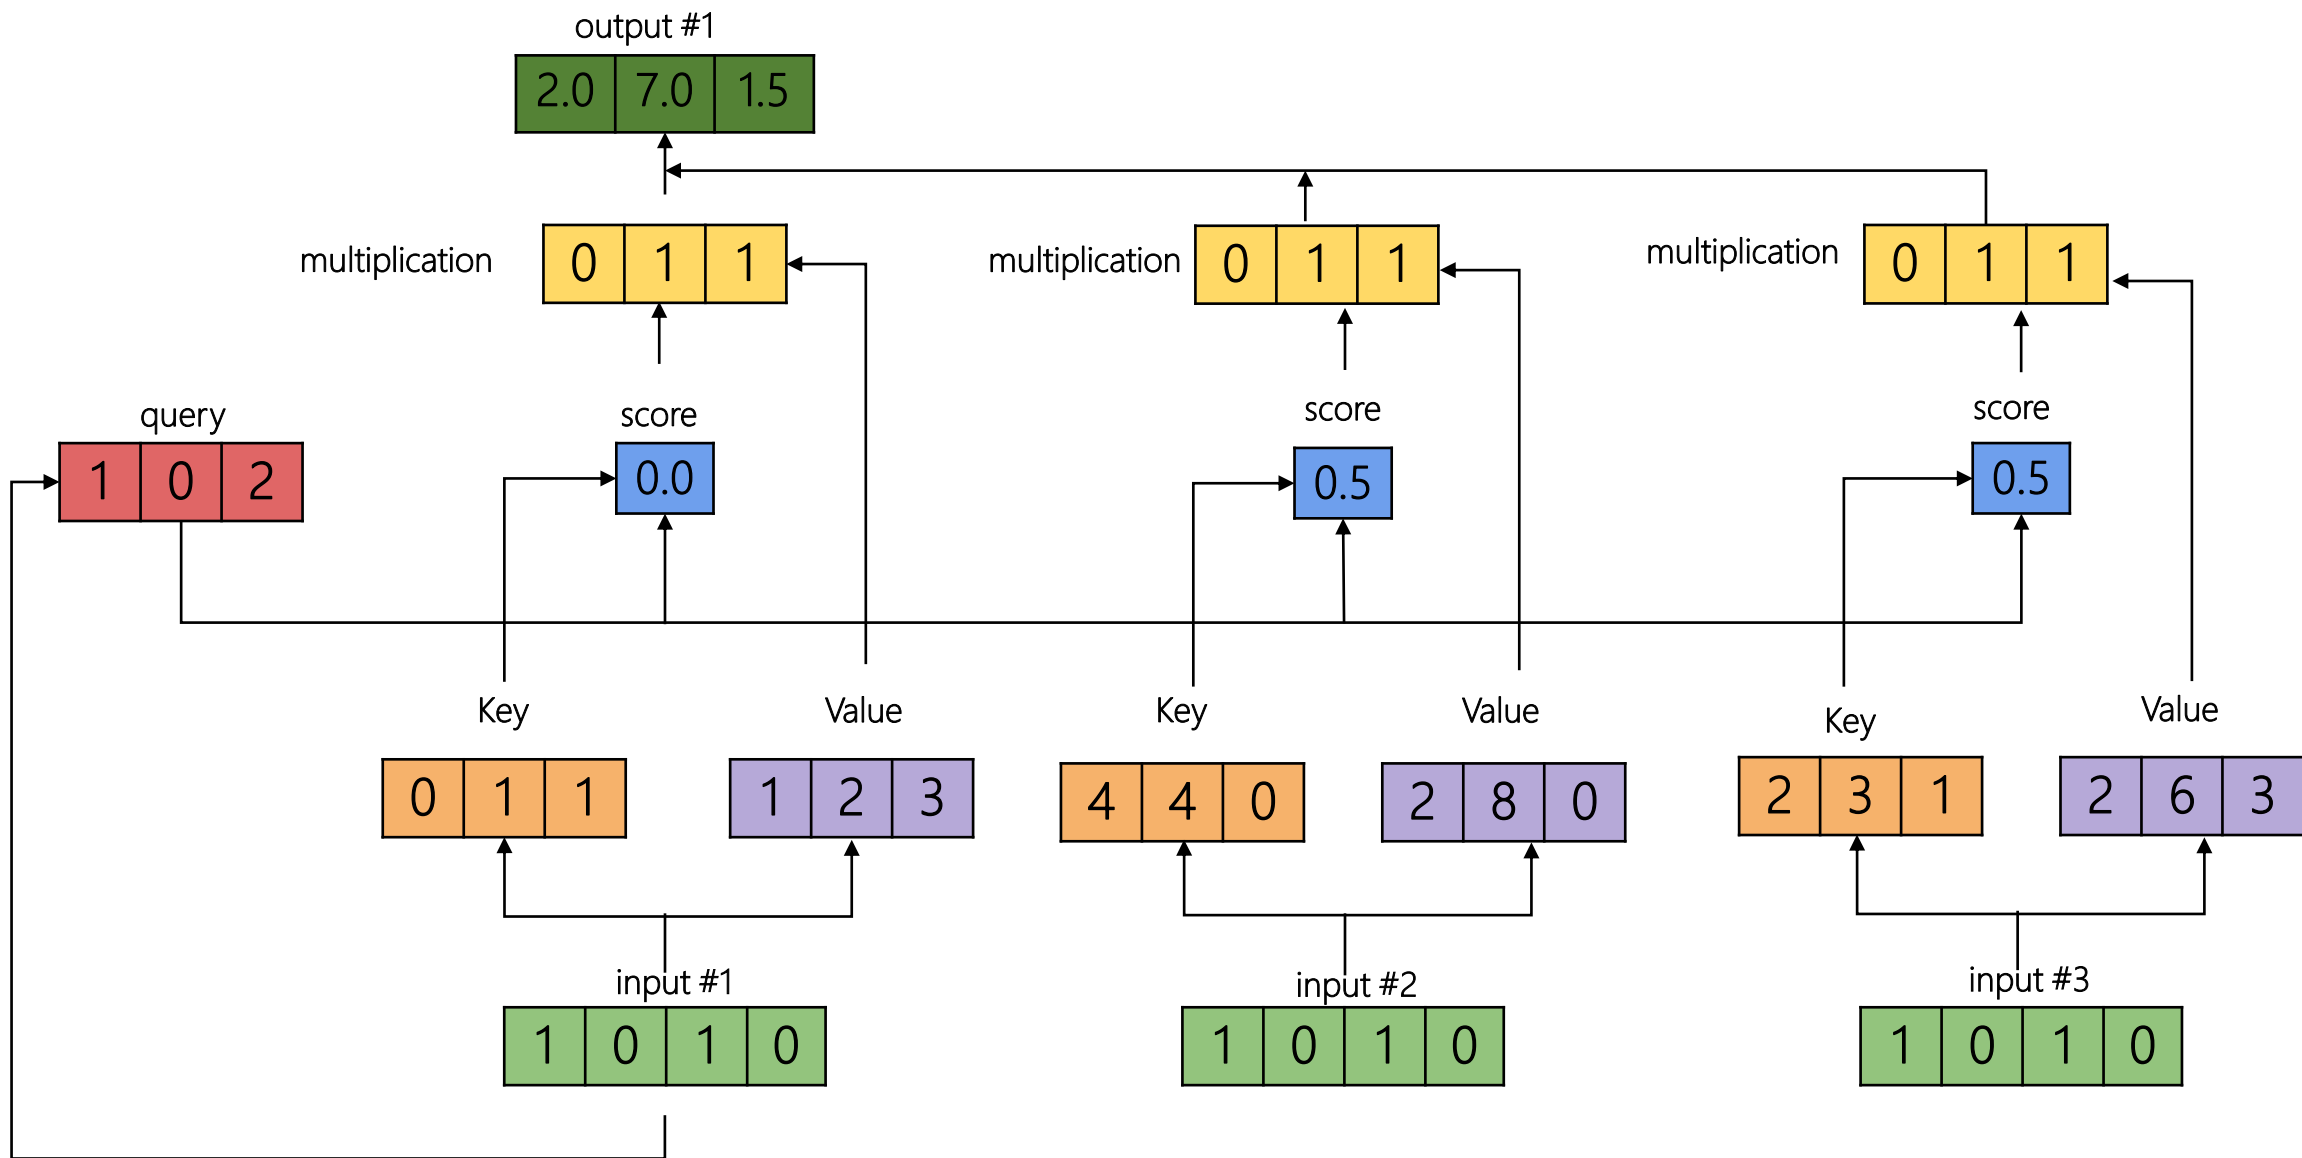 output #1
2.0 7.0 1.5
multiplication 0 1 1 multiplication 0 1 1 multiplication 0 1 1
query score score score
1 0 2 0.0 0.5 0.5
Key Value Key Value Key Value
0 1 1 1 2 3 4 4 0 2 8 0 2 3 1 2 6 3
input #1 input #2 input #3
1 0 1 0 1 0 1 0 1 0 1 0